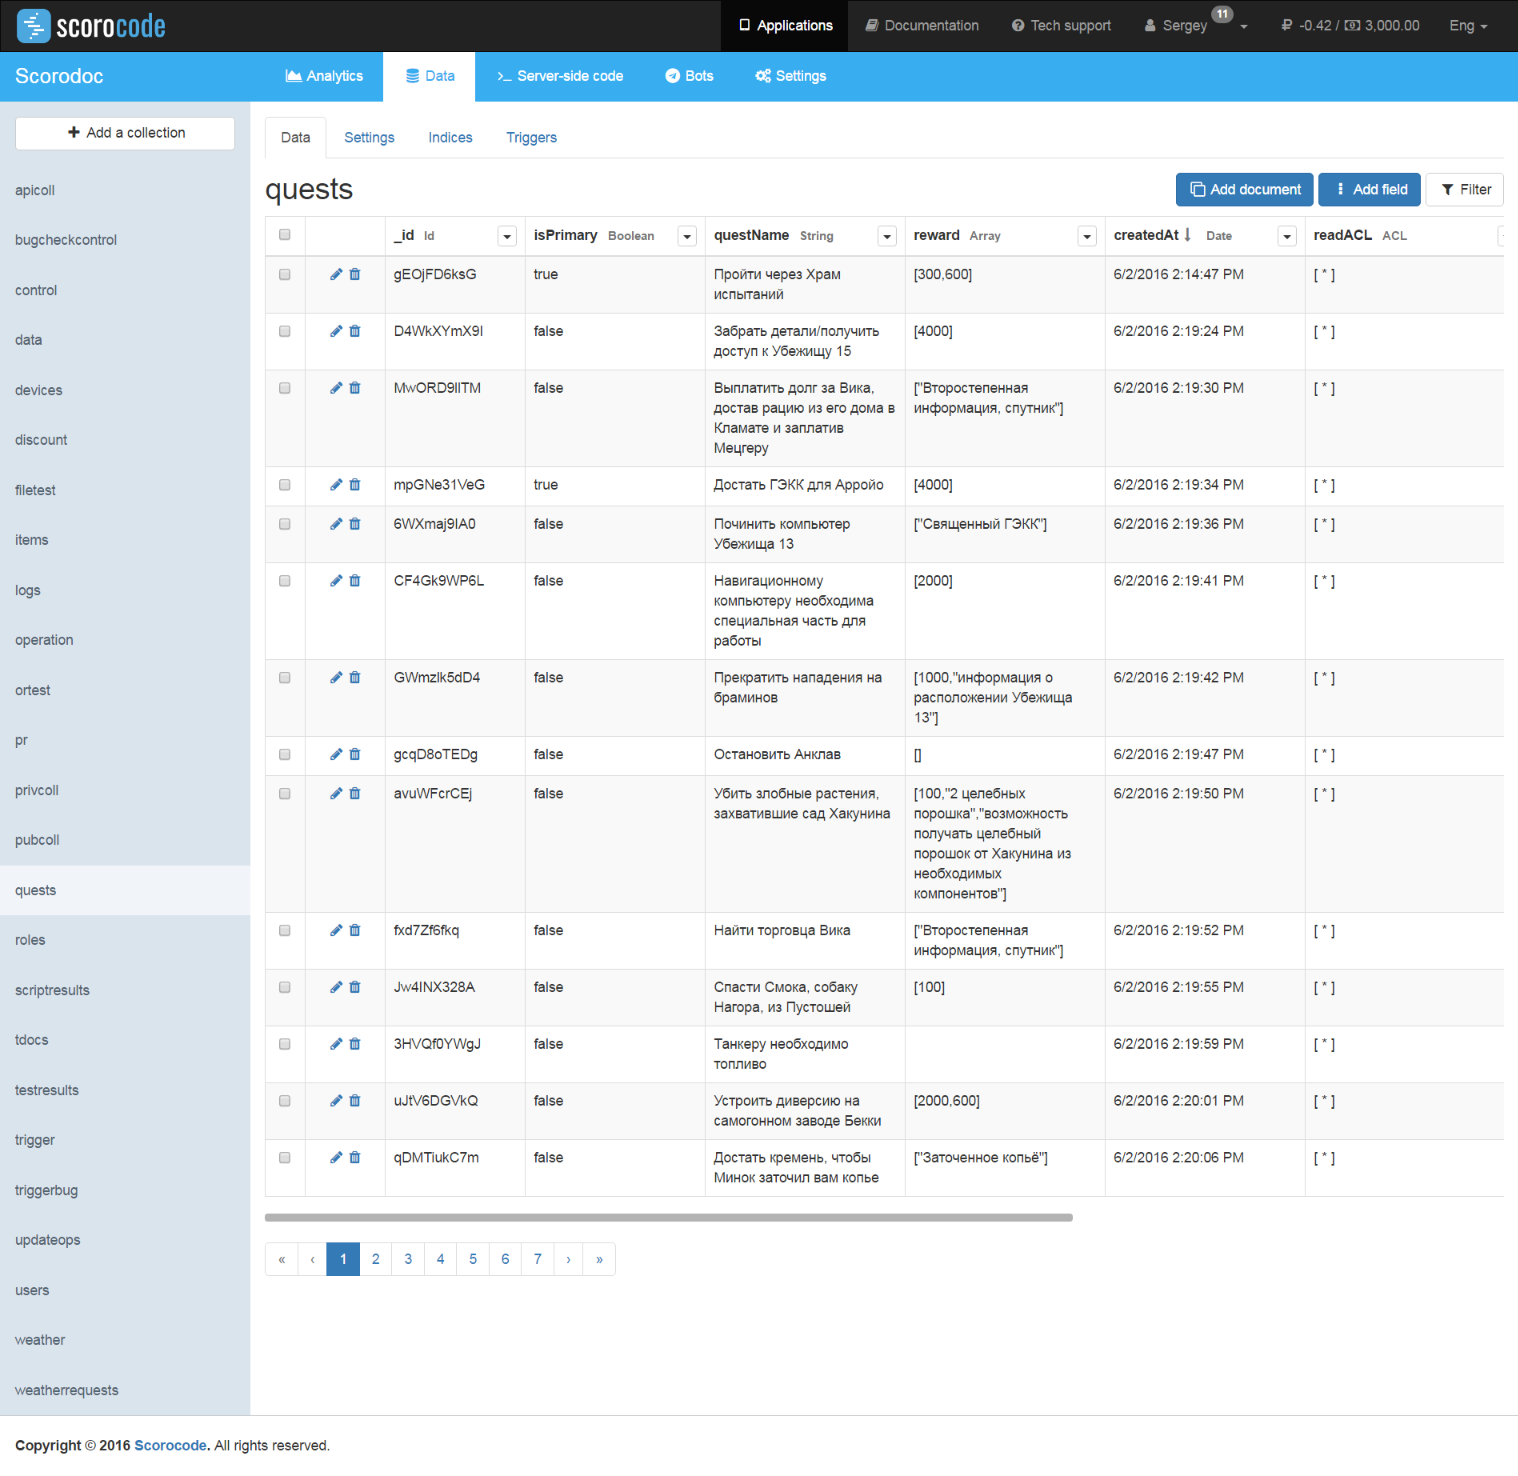 scorocode
Applications
Documentation
Tech support
Sergey 11
-0.42 / 3,000.00
Eng
Scorodoc
Analytics
Data
Server-side code
Bots
Settings
Add a collection
apicoll
bugcheckcontrol
control
data
devices
discount
filetest
items
logs
operation
ortest
pr
privcoll
pubcoll
quests
roles
scriptresults
tdocs
testresults
trigger
triggerbug
updateops
users
weather
weatherrequests
Data Settings Indices Triggers
quests
Add document
Add field
Filter
_id Id isPrimary Boolean questName String reward Array createdAt Date readACL ACL
gEOjFD6ksG true Пройти через Храм [300,600] 6/2/2016 2:14:47 PM [ * ]
испытаний
D4WkXYmX9I false Забрать детали/получить [4000] 6/2/2016 2:19:24 PM [ * ]
доступ к Убежищу 15
MwORD9IITM false Выплатить долг за Вика, ["Второстепенная 6/2/2016 2:19:30 PM [ * ]
достав рацию из его дома в информация, спутник"]
Кламате и заплатив
Мецгеру
mpGNe31VeG true Достать ГЭКК для Арройо [4000] 6/2/2016 2:19:34 PM [ * ]
6WXmaj9IA0 false Починить компьютер ["Священный ГЭКК"] 6/2/2016 2:19:36 PM [ * ]
Убежища 13
CF4Gk9WP6L false Навигационному [2000] 6/2/2016 2:19:41 PM [ * ]
компьютеру необходима
специальная часть для
работы
GWmzlk5dD4 false Прекратить нападения на [1000,"информация о 6/2/2016 2:19:42 PM [ * ]
браминов расположении Убежища
13"]
gcqD8oTEDg false Остановить Анклав [] 6/2/2016 2:19:47 PM [ * ]
avuWFcrCEj false Убить злобные растения, [100,"2 целебных 6/2/2016 2:19:50 PM [ * ]
захватившие сад Хакунина порошка","возможность
получать целебный
порошок от Хакунина из
необходимых
компонентов"]
fxd7Zf6fkq false Найти торговца Вика ["Второстепенная 6/2/2016 2:19:52 PM [ * ]
информация, спутник"]
Jw4INX328A false Спасти Смока, собаку [100] 6/2/2016 2:19:55 PM [ * ]
Нагора, из Пустошей
3HVQf0YWgJ false Танкеру необходимо 6/2/2016 2:19:59 PM [ * ]
топливо
uJtV6DGVkQ false Устроить диверсию на [2000,600] 6/2/2016 2:20:01 PM [ * ]
самогонном заводе Бекки
qDMTiukC7m false Достать кремень, чтобы ["Заточенное копьё"] 6/2/2016 2:20:06 PM [ * ]
Минок заточил вам копье
« ‹ 1 2 3 4 5 6 7 › »
Copyright © 2016 Scorocode. All rights reserved.